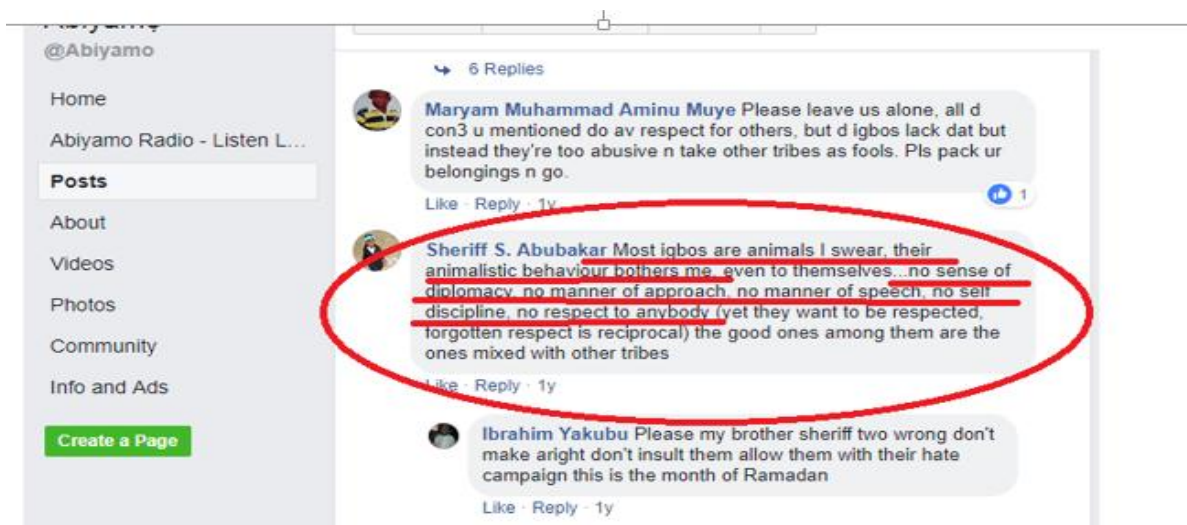 @Abiyamo
Home
Abiyamo Radio - Listen L...
Posts
About
Videos
Photos
Community
Info and Ads
Create a Page
6 Replies
Maryam Muhammad Aminu Muye Please leave us alone, all d
con3 u mentioned do av respect for others, but d igbos lack dat but
instead they're too abusive n take other tribes as fools. Pls pack ur
belongings n go.
1
Like · Reply · 1y
Sheriff S. Abubakar Most igbos are animals I swear, their
animalistic behaviour bothers me, even to themselves...no sense of
diplomacy, no manner of approach, no manner of speech, no self
discipline, no respect to anybody (yet they want to be respected,
forgotten respect is reciprocal) the good ones among them are the
ones mixed with other tribes
Like · Reply · 1y
Ibrahim Yakubu Please my brother sheriff two wrong don't
make aright don't insult them allow them with their hate
campaign this is the month of Ramadan
Like · Reply · 1y